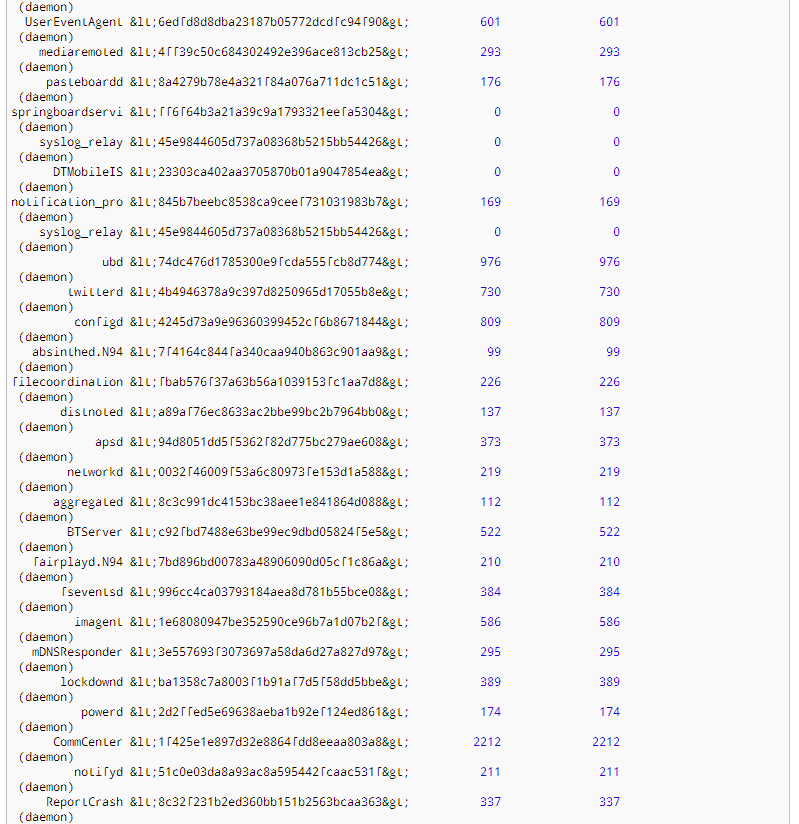 (daemon)
UserEventAgent &lt;6edfd8d8dba23187b05772dcdfc94f90&gt; 601 601
(daemon)
mediaremoted &lt;4ff39c50c684302492e396ace813cb25&gt; 293 293
(daemon)
pasteboardd &lt;8a4279b78e4a321f84a076a711dc1c51&gt; 176 176
(daemon)
springboardservi &lt;ff6f64b3a21a39c9a1793321eefa5304&gt; 0 0
(daemon)
syslog_relay &lt;45e9844605d737a08368b5215bb54426&gt; 0 0
(daemon)
DTMobileIS &lt;23303ca402aa3705870b01a9047854ea&gt; 0 0
(daemon)
notification_pro &lt;845b7beebc8538ca9ceef731031983b7&gt; 169 169
(daemon)
syslog_relay &lt;45e9844605d737a08368b5215bb54426&gt; 0 0
(daemon)
ubd &lt;74dc476d1785300e9fcda555fcb8d774&gt; 976 976
(daemon)
twitterd &lt;4b4946378a9c397d8250965d17055b8e&gt; 730 730
(daemon)
configd &lt;4245d73a9e96360399452cf6b8671844&gt; 809 809
(daemon)
absinthed.N94 &lt;7f4164c844fa340caa940b863c901aa9&gt; 99 99
(daemon)
filecoordination &lt;fbab576f37a63b56a1039153fc1aa7d8&gt; 226 226
(daemon)
distnoted &lt;a89af76ec8633ac2bbe99bc2b7964bb0&gt; 137 137
(daemon)
apsd &lt;94d8051dd5f5362f82d775bc279ae608&gt; 373 373
(daemon)
networkd &lt;0032f46009f53a6c80973fe153d1a588&gt; 219 219
(daemon)
aggregated &lt;8c3c991dc4153bc38aee1e841864d088&gt; 112 112
(daemon)
BTServer &lt;c92fbd7488e63be99ec9dbd05824f5e5&gt; 522 522
(daemon)
fairplayd.N94 &lt;7bd896bd00783a48906090d05cf1c86a&gt; 210 210
(daemon)
fseventsd &lt;996cc4ca03793184aea8d781b55bce08&gt; 384 384
(daemon)
imagent &lt;1e68080947be352590ce96b7a1d07b2f&gt; 586 586
(daemon)
mDNSResponder &lt;3e557693f3073697a58da6d27a827d97&gt; 295 295
(daemon)
lockdownd &lt;ba1358c7a8003f1b91af7d5f58dd5bbe&gt; 389 389
(daemon)
powerd &lt;2d2ffed5e69638aeba1b92ef124ed861&gt; 174 174
(daemon)
CommCenter &lt;1f425e1e897d32e8864fdd8eeaa803a8&gt; 2212 2212
(daemon)
notifyd &lt;51c0e03da8a93ac8a595442fcaac531f&gt; 211 211
(daemon)
ReportCrash &lt;8c32f231b2ed360bb151b2563bcaa363&gt; 337 337
(daemon)